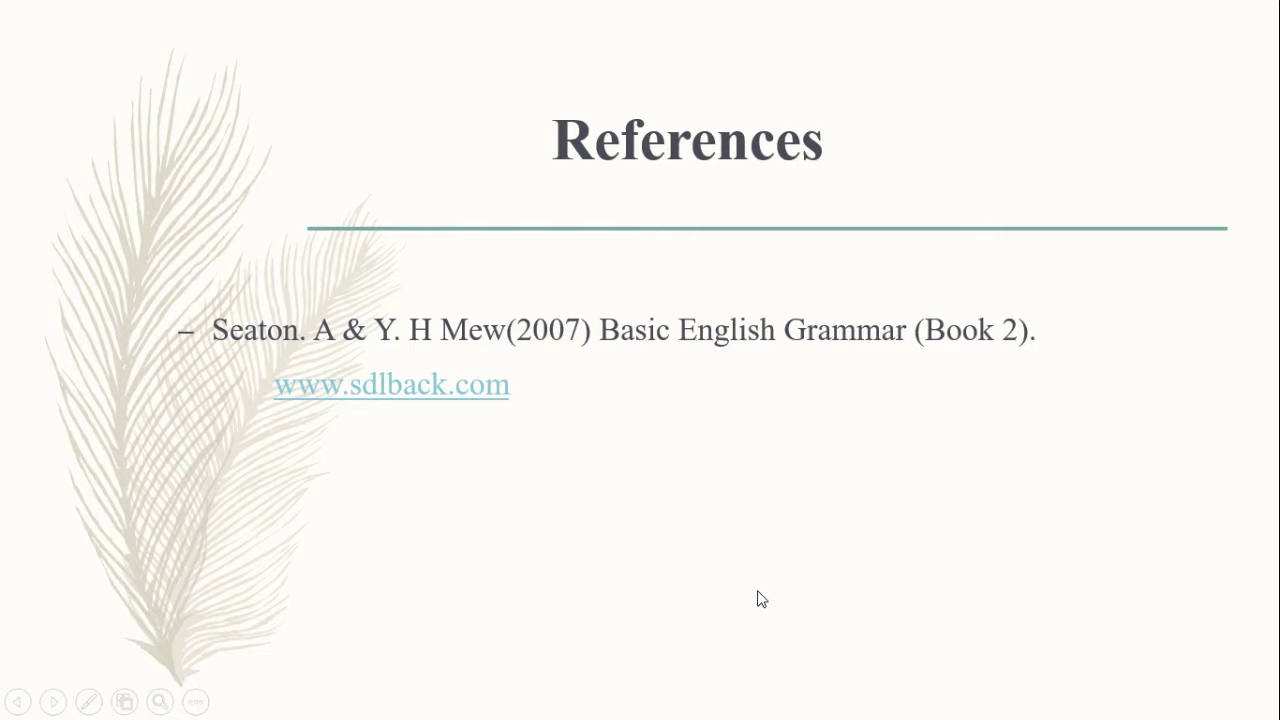 References
– Seaton. A & Y. H Mew(2007) Basic English Grammar (Book 2).
www.sdlback.com